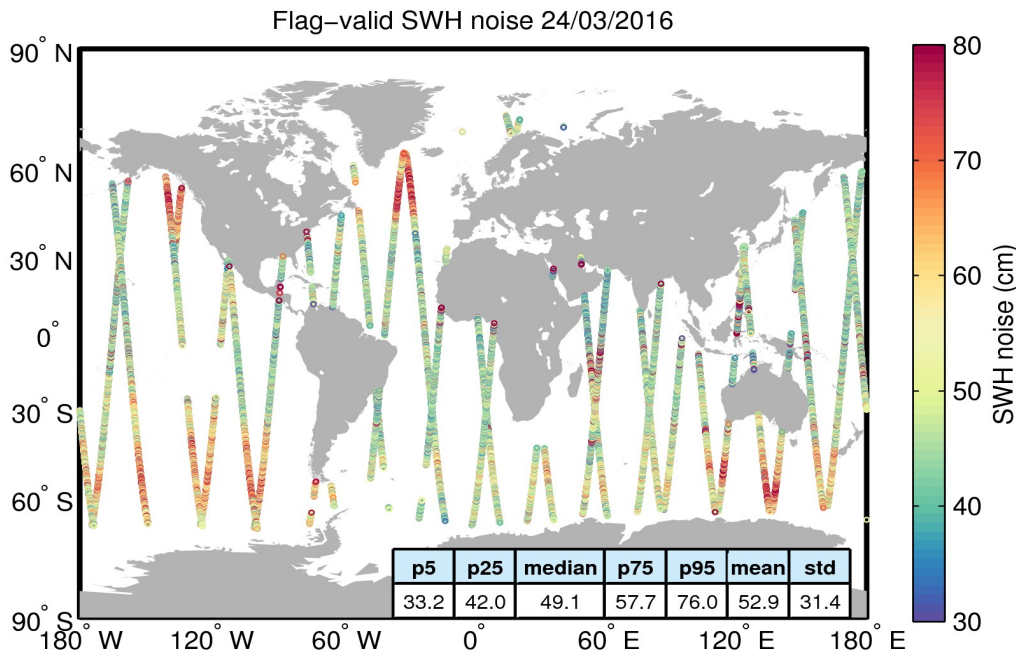 Flag−valid SWH noise 24/03/2016
90° N
60° N
30° N
0°
30° S
60° S
90° S
180° W 120° W 60° W 0° 60° E 120° E 180° E
p5 p25 median p75 p95 mean std
33.2 42.0 49.1 57.7 76.0 52.9 31.4
80
70
60
50
40
30
SWH noise (cm)